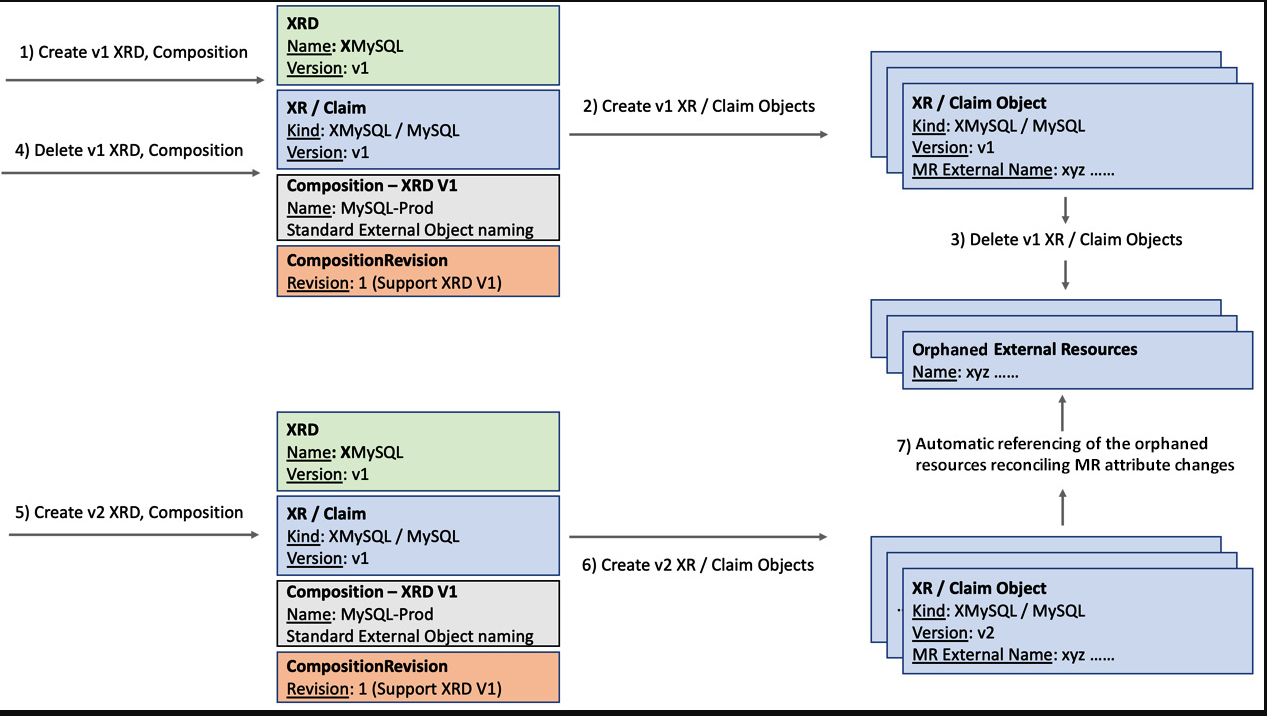 1) Create v1 XRD, Composition
4) Delete v1 XRD, Composition
XRD
Name: XMySQL
Version: v1
XR / Claim
Kind: XMySQL / MySQL
Version: v1
Composition – XRD V1
Name: MySQL-Prod
Standard External Object naming
CompositionRevision
Revision: 1 (Support XRD V1)
2) Create v1 XR / Claim Objects
XR / Claim Object
Kind: XMySQL / MySQL
Version: v1
MR External Name: xyz ......
3) Delete v1 XR / Claim Objects
Orphaned External Resources
Name: xyz ......
5) Create v2 XRD, Composition
XRD
Name: XMySQL
Version: v1
XR / Claim
Kind: XMySQL / MySQL
Version: v1
Composition – XRD V1
Name: MySQL-Prod
Standard External Object naming
CompositionRevision
Revision: 1 (Support XRD V1)
6) Create v2 XR / Claim Objects
7) Automatic referencing of the orphaned
resources reconciling MR attribute changes
XR / Claim Object
Kind: XMySQL / MySQL
Version: v2
MR External Name: xyz ......